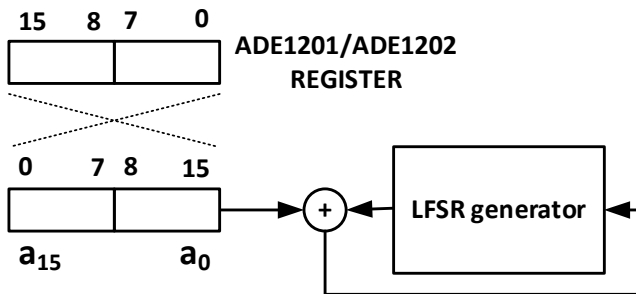 15 8 7 0
ADE1201/ADE1202
REGISTER
0 7 8 15
+
LFSR generator
a15 a0